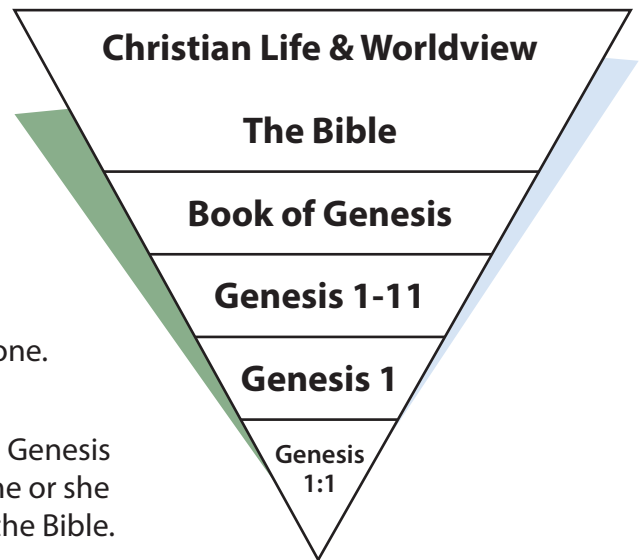 Christian Life & Worldview
The Bible
Book of Genesis
Genesis 1-11
Genesis 1
Genesis
1:1
one.
Genesis
he or she
the Bible.